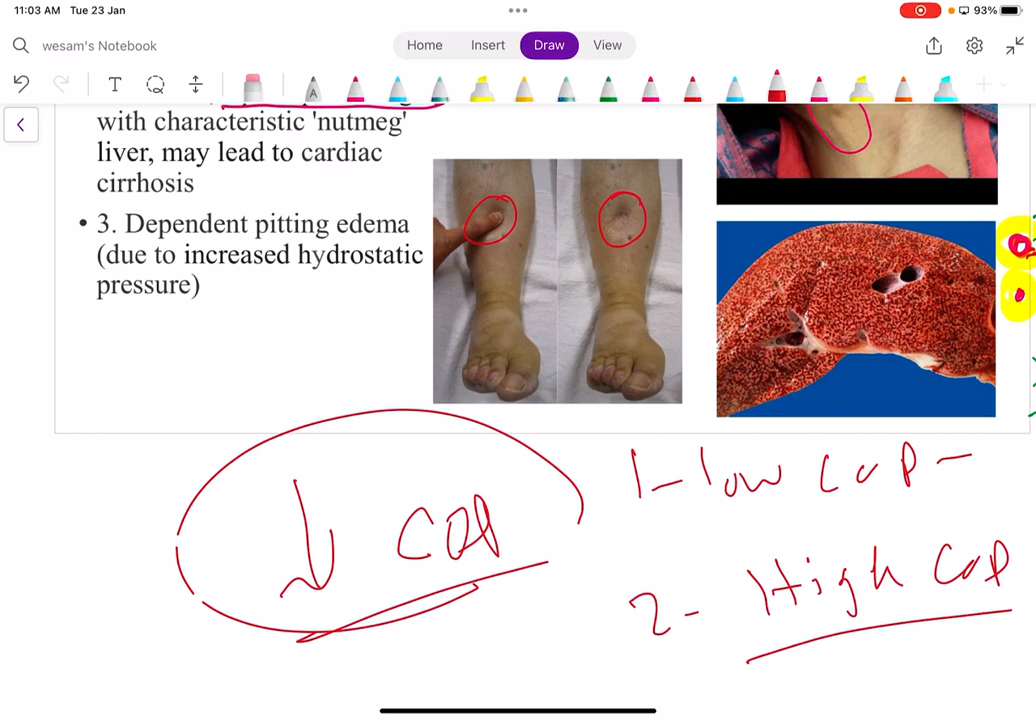 11:03 AM Tue 23 Jan
93%
wesam's Notebook
Home Insert Draw View
T
A
with characteristic 'nutmeg'
liver, may lead to cardiac
cirrhosis
• 3. Dependent pitting edema
(due to increased hydrostatic
pressure)
↓ COP
1- low COP -
2- High COP